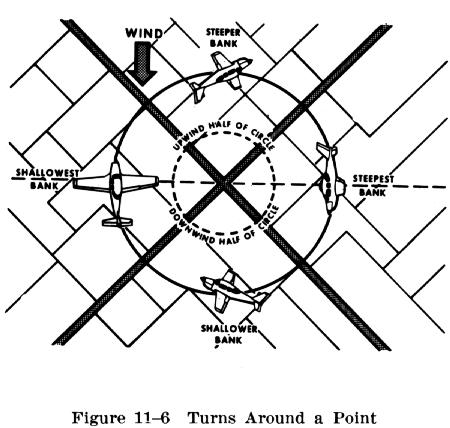 WIND
STEEPER
BANK
UPWIND HALF OF CIRCLE
SHALLOWEST
BANK
STEEPEST
BANK
DOWNWIND HALF OF CIRCLE
SHALLOWER
BANK
Figure 11–6 Turns Around a Point